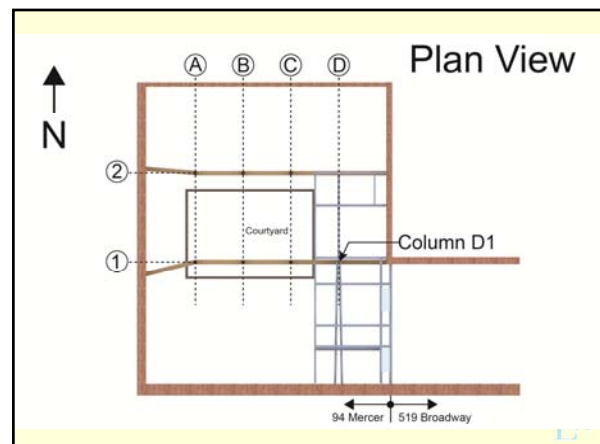 Plan View
A B C D
N
2
Courtyard
Column D1
1
94 Mercer 519 Broadway